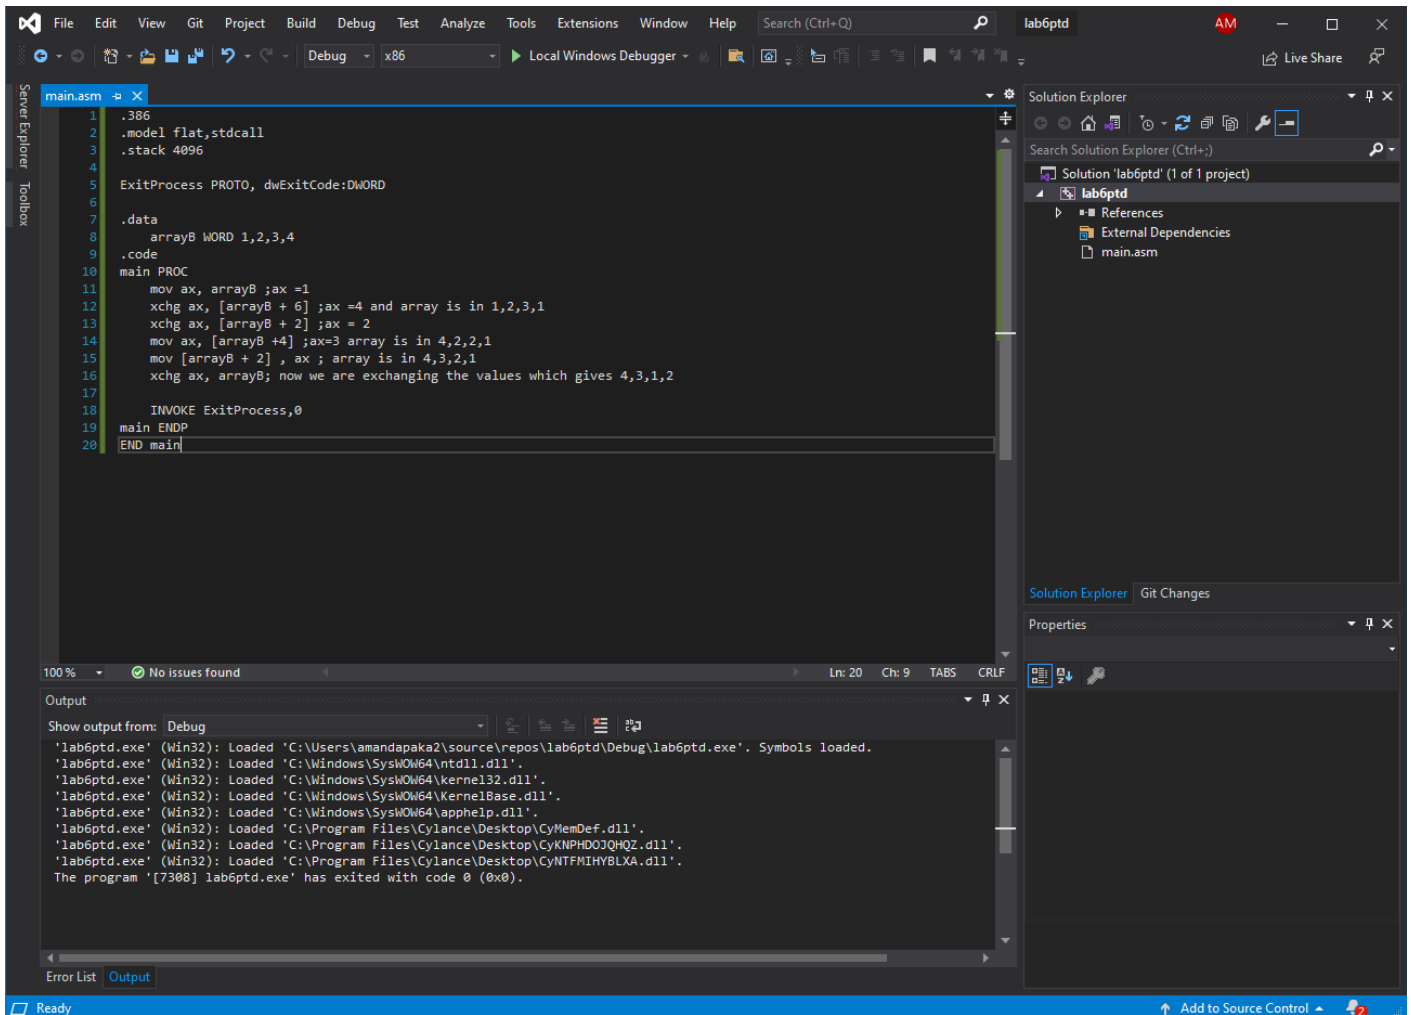 File Edit View Git Project Build Debug Test Analyze Tools Extensions Window Help Search (Ctrl+Q) lab6ptd AM
Debug x86 Local Windows Debugger Live Share
Server Explorer
Toolbox
main.asm
1 .386
2 .model flat,stdcall
3 .stack 4096
4
5 ExitProcess PROTO, dwExitCode:DWORD
6
7 .data
8 arrayB WORD 1,2,3,4
9 .code
10 main PROC
11 mov ax, arrayB ;ax =1
12 xchg ax, [arrayB + 6] ;ax =4 and array is in 1,2,3,1
13 xchg ax, [arrayB + 2] ;ax = 2
14 mov ax, [arrayB +4] ;ax=3 array is in 4,2,2,1
15 mov [arrayB + 2] , ax ; array is in 4,3,2,1
16 xchg ax, arrayB; now we are exchanging the values which gives 4,3,1,2
17
18 INVOKE ExitProcess,0
19 main ENDP
20 END main
100 % No issues found Ln: 20 Ch: 9 TABS CRLF
Output
Show output from: Debug
'lab6ptd.exe' (Win32): Loaded 'C:\Users\amandapaka2\source\repos\lab6ptd\Debug\lab6ptd.exe'. Symbols loaded.
'lab6ptd.exe' (Win32): Loaded 'C:\Windows\SysWOW64\ntdll.dll'.
'lab6ptd.exe' (Win32): Loaded 'C:\Windows\SysWOW64\kernel32.dll'.
'lab6ptd.exe' (Win32): Loaded 'C:\Windows\SysWOW64\KernelBase.dll'.
'lab6ptd.exe' (Win32): Loaded 'C:\Windows\SysWOW64\apphelp.dll'.
'lab6ptd.exe' (Win32): Loaded 'C:\Program Files\Cylance\Desktop\CyMemDef.dll'.
'lab6ptd.exe' (Win32): Loaded 'C:\Program Files\Cylance\Desktop\CyKNPHDOJQHQZ.dll'.
'lab6ptd.exe' (Win32): Loaded 'C:\Program Files\Cylance\Desktop\CyNTFMIHYBLXA.dll'.
The program '[7308] lab6ptd.exe' has exited with code 0 (0x0).
Error List Output
Solution Explorer
Search Solution Explorer (Ctrl+;)
Solution 'lab6ptd' (1 of 1 project)
lab6ptd
References
External Dependencies
main.asm
Solution Explorer Git Changes
Properties
Ready Add to Source Control 2